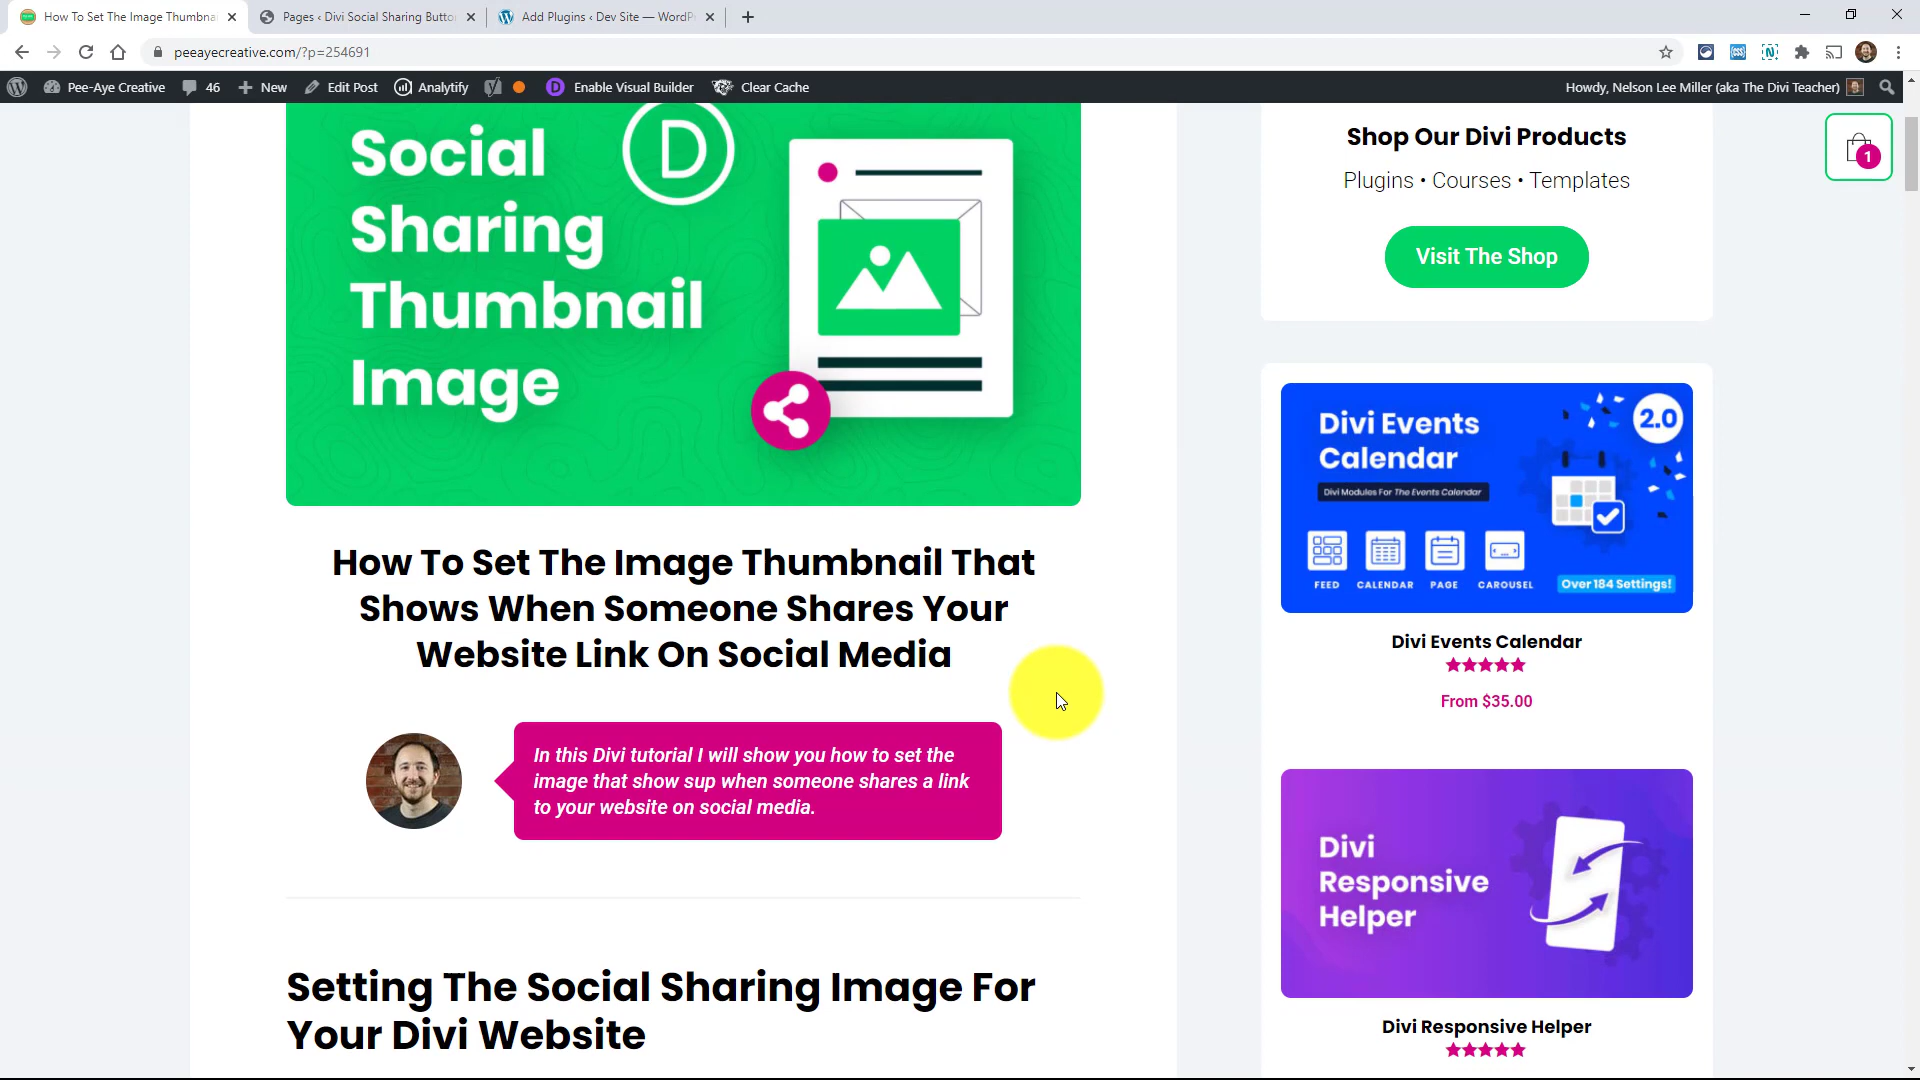 How To Set The Image Thumbna
Pages ‹ Divi Social Sharing Butto
Add Plugins ‹ Dev Site — WordP
peeayecreative.com/?p=254691
Pee-Aye Creative
46
New
Edit Post
Analytify
Enable Visual Builder
Clear Cache
Howdy, Nelson Lee Miller (aka The Divi Teacher)
Social
Sharing
Thumbnail
Image
D
How To Set The Image Thumbnail That
Shows When Someone Shares Your
Website Link On Social Media
In this Divi tutorial I will show you how to set the
image that show sup when someone shares a link
to your website on social media.
Setting The Social Sharing Image For
Your Divi Website
Shop Our Divi Products
Plugins • Courses • Templates
Visit The Shop
1
Divi Events
Calendar
2.0
Divi Modules For The Events Calendar
FEED CALENDAR PAGE CAROUSEL
Over 184 Settings!
Divi Events Calendar
From $35.00
Divi
Responsive
Helper
Divi Responsive Helper